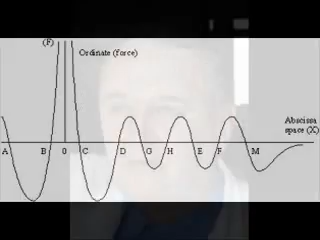 (F)
Ordinate (force)
Abscissa
space (X)
A B 0 C D G H E F M